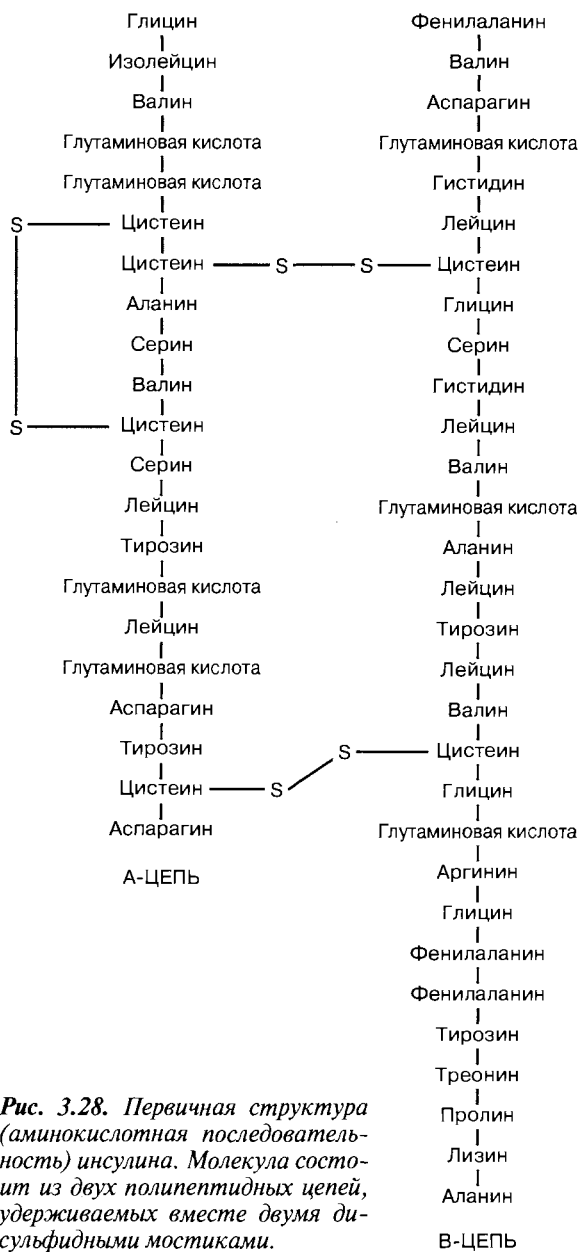 Глицин
Изолейцин
Валин
Глутаминовая кислота
Глутаминовая кислота
S Цистеин
Цистеин S S
Аланин
Серин
Валин
S Цистеин
Серин
Лейцин
Тирозин
Глутаминовая кислота
Лейцин
Глутаминовая кислота
Аспарагин
Тирозин
Цистеин S S
Аспарагин
А-ЦЕПЬ
Фенилаланин
Валин
Аспарагин
Глутаминовая кислота
Гистидин
Лейцин
Цистеин
Глицин
Серин
Гистидин
Лейцин
Валин
Глутаминовая кислота
Аланин
Лейцин
Тирозин
Лейцин
Валин
Цистеин
Глицин
Глутаминовая кислота
Аргинин
Глицин
Фенилаланин
Фенилаланин
Тирозин
Треонин
Пролин
Лизин
Аланин
В-ЦЕПЬ
Рис. 3.28. Первичная структура
(аминокислотная последователь-
ность) инсулина. Молекула состо-
ит из двух полипептидных цепей,
удерживаемых вместе двумя ди-
сульфидными мостиками.